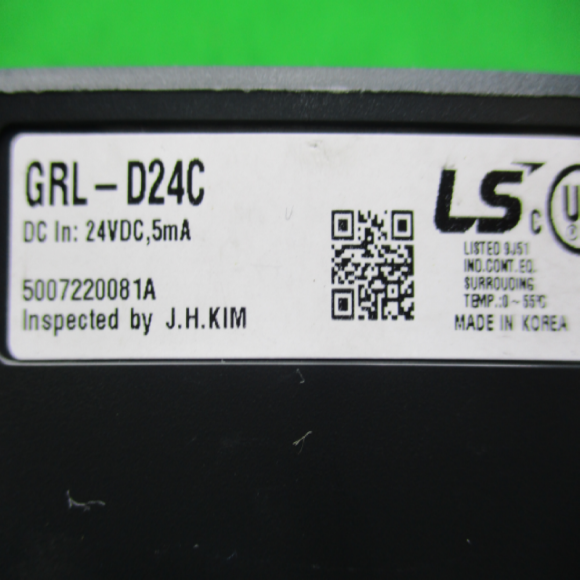 GRL-D24C
DC In: 24VDC,5mA
5007220081A
Inspected by J.H.KIM
LS
C
U
LISTED 9J51
IND.CONT.EQ.
SURROUDING
TEMP.:0~55℃
MADE IN KOREA